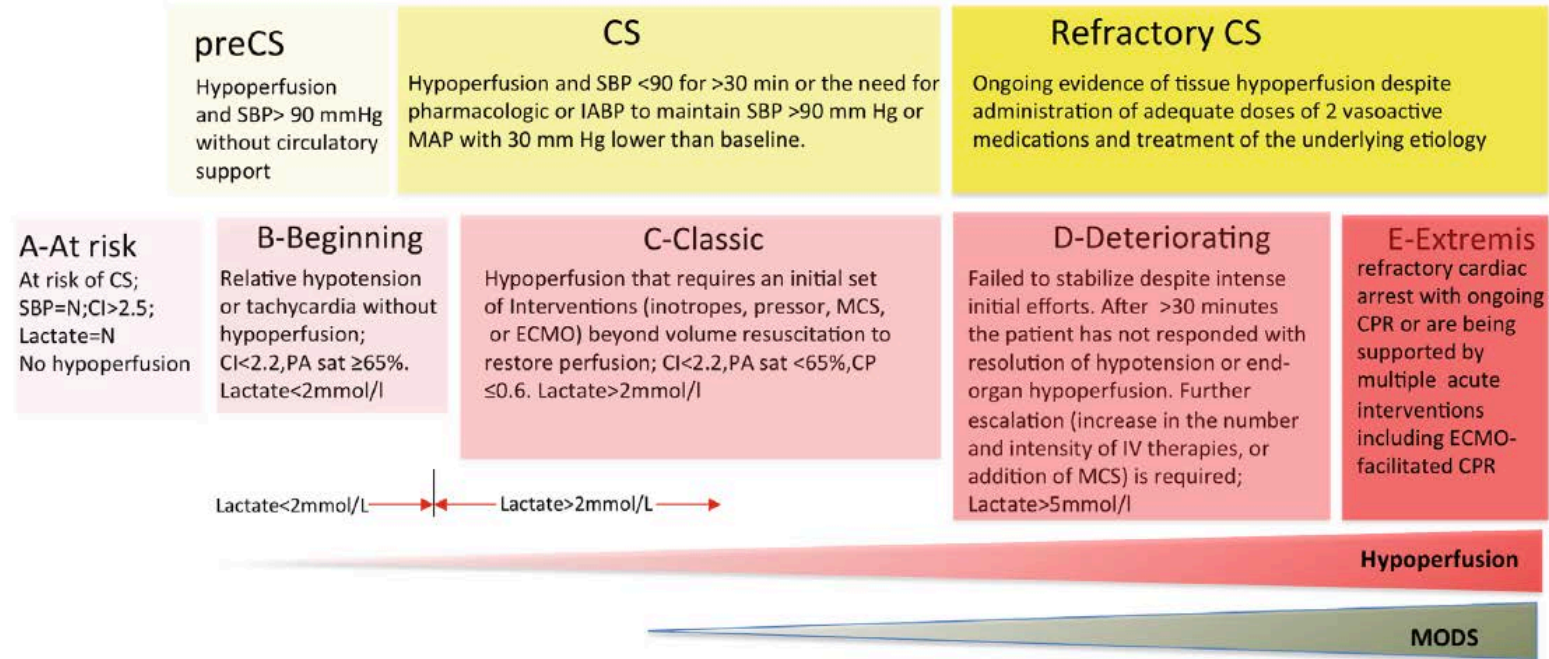 preCS
Hypoperfusion
and SBP> 90 mmHg
without circulatory
support
CS
Hypoperfusion and SBP <90 for >30 min or the need for
pharmacologic or IABP to maintain SBP >90 mm Hg or
MAP with 30 mm Hg lower than baseline.
Refractory CS
Ongoing evidence of tissue hypoperfusion despite
administration of adequate doses of 2 vasoactive
medications and treatment of the underlying etiology
A-At risk
At risk of CS;
SBP=N;CI>2.5;
Lactate=N
No hypoperfusion
B-Beginning
Relative hypotension
or tachycardia without
hypoperfusion;
CI<2.2,PA sat ≥65%.
Lactate<2mmol/l
C-Classic
Hypoperfusion that requires an initial set
of Interventions (inotropes, pressor, MCS,
or ECMO) beyond volume resuscitation to
restore perfusion; CI<2.2,PA sat <65%,CP
≤0.6. Lactate>2mmol/l
D-Deteriorating
Failed to stabilize despite intense
initial efforts. After >30 minutes
the patient has not responded with
resolution of hypotension or end-
organ hypoperfusion. Further
escalation (increase in the number
and intensity of IV therapies, or
addition of MCS) is required;
Lactate>5mmol/l
E-Extremis
refractory cardiac
arrest with ongoing
CPR or are being
supported by
multiple acute
interventions
including ECMO-
facilitated CPR
Lactate<2mmol/L
Lactate>2mmol/L
Hypoperfusion
MODS